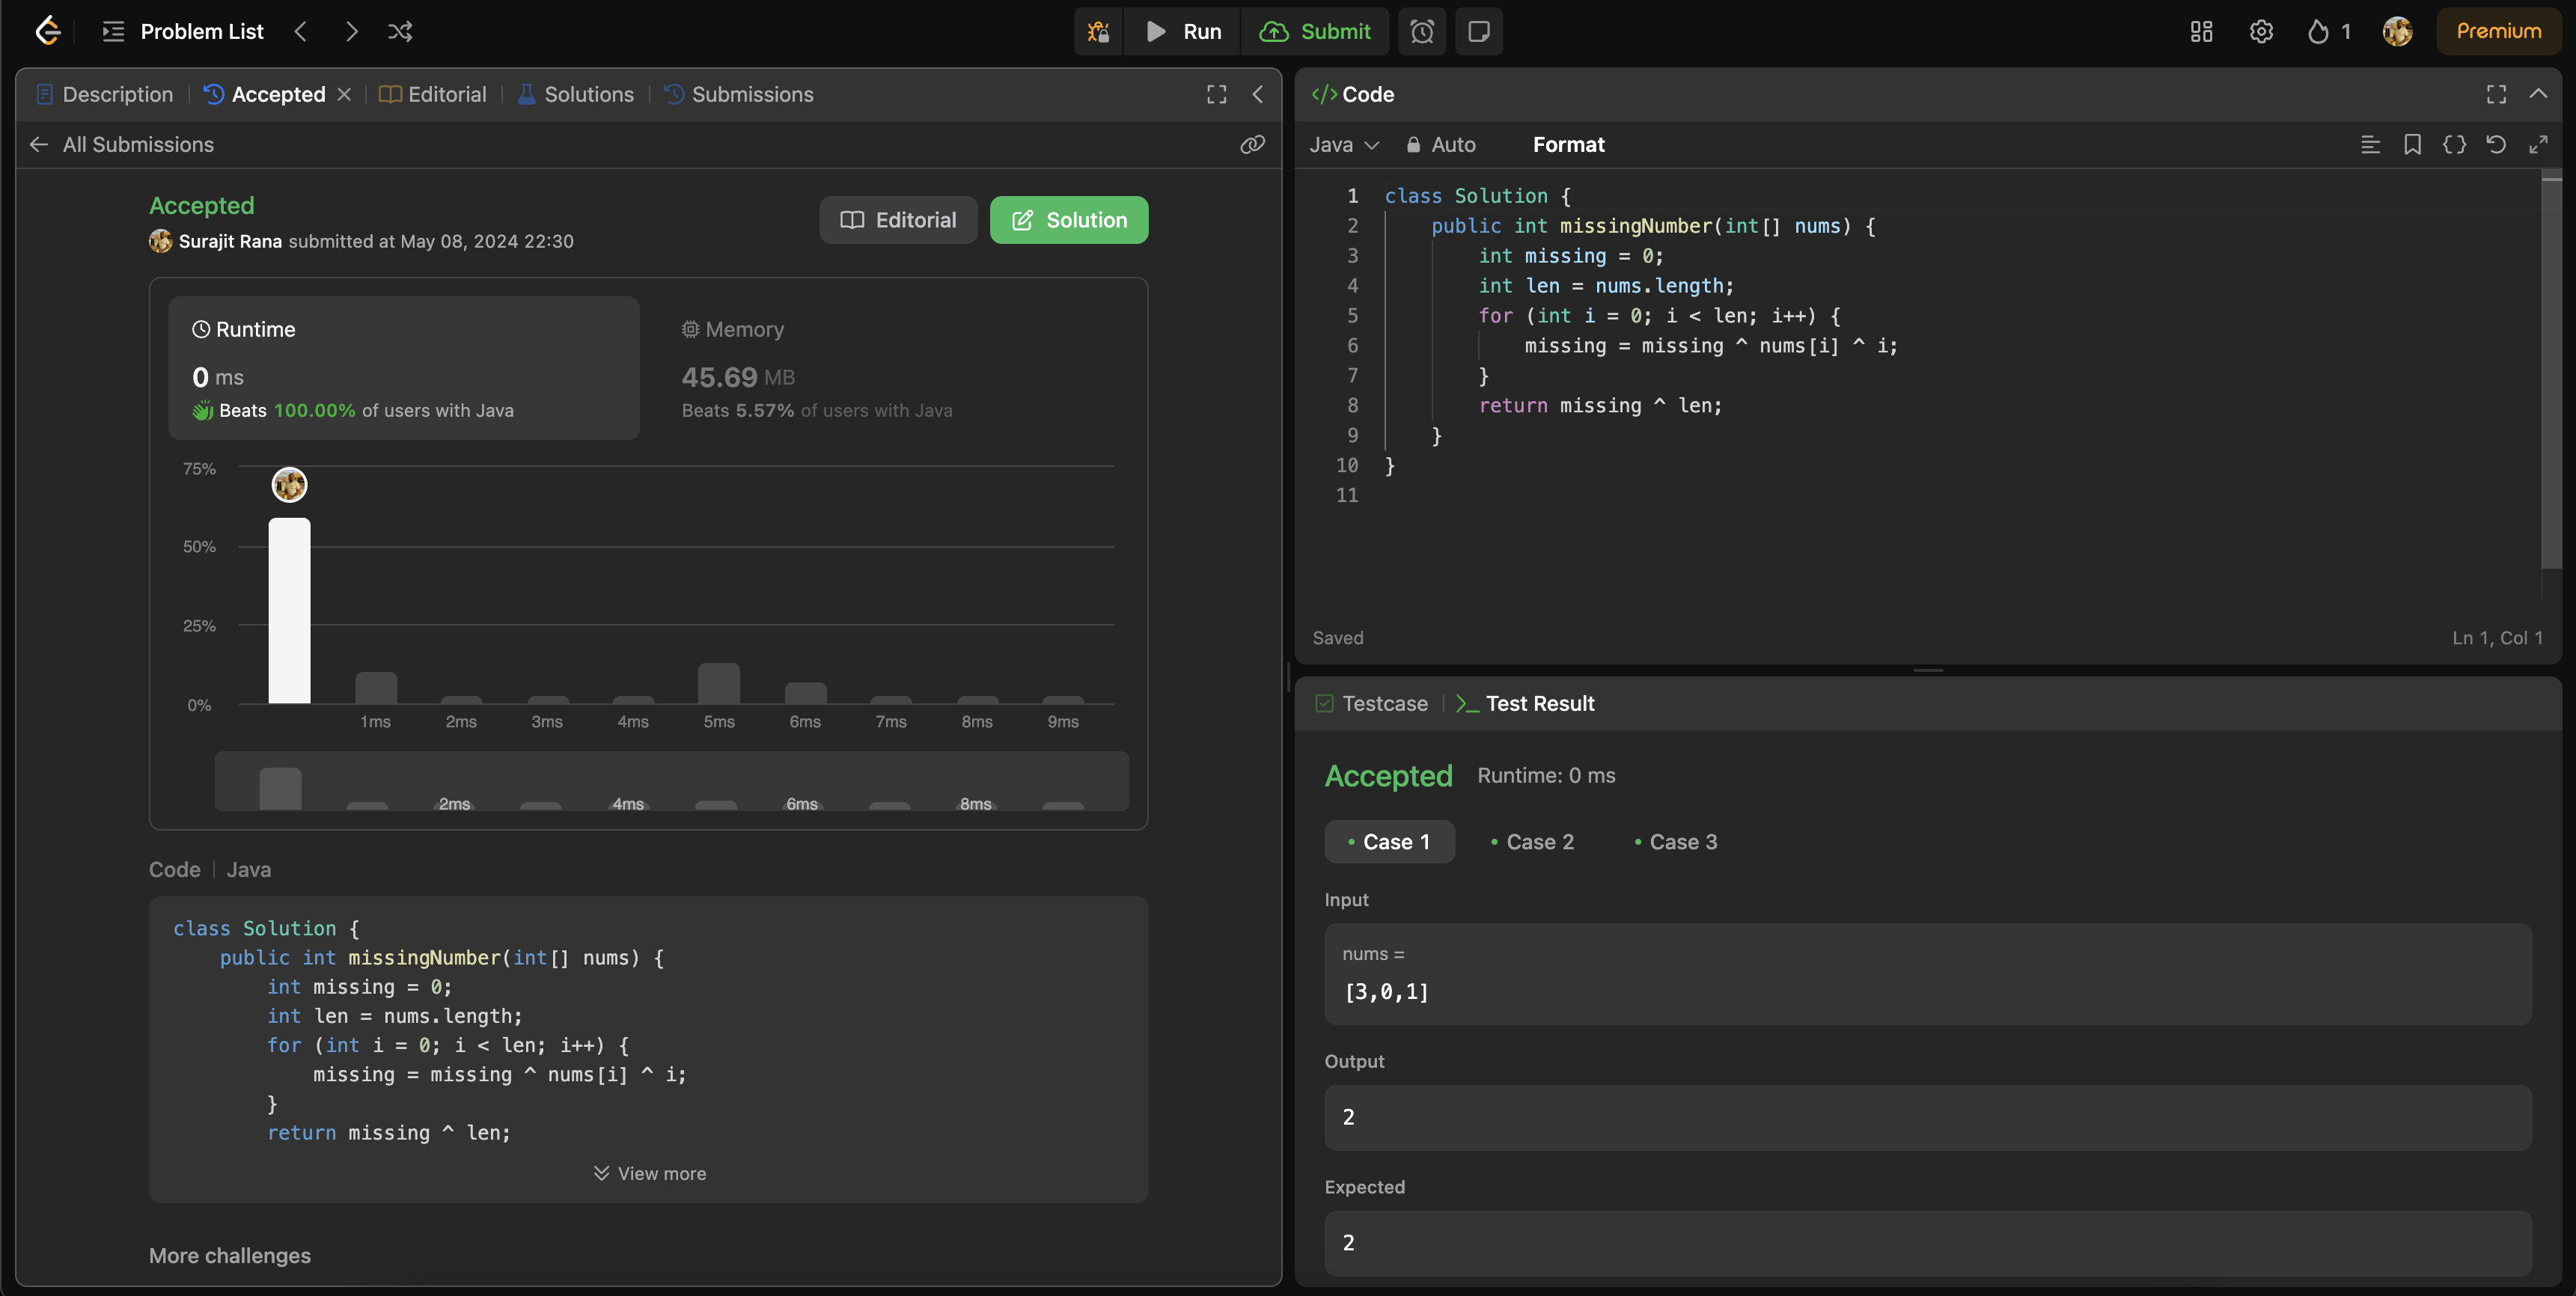 Problem List
Run
Submit
1
Premium
Description
Accepted
Editorial
Solutions
Submissions
All Submissions
Accepted
Surajit Rana submitted at May 08, 2024 22:30
Editorial
Solution
Runtime
0 ms
Beats 100.00% of users with Java
Memory
45.69 MB
Beats 5.57% of users with Java
75%
50%
25%
0%
1ms 2ms 3ms 4ms 5ms 6ms 7ms 8ms 9ms
2ms 4ms 6ms 8ms
Code | Java
class Solution {
    public int missingNumber(int[] nums) {
        int missing = 0;
        int len = nums.length;
        for (int i = 0; i < len; i++) {
            missing = missing ^ nums[i] ^ i;
        }
        return missing ^ len;
View more
More challenges
</> Code
Java
Auto
Format
1 class Solution {
2     public int missingNumber(int[] nums) {
3         int missing = 0;
4         int len = nums.length;
5         for (int i = 0; i < len; i++) {
6             missing = missing ^ nums[i] ^ i;
7         }
8         return missing ^ len;
9     }
10 }
11
Saved
Ln 1, Col 1
Testcase
Test Result
Accepted
Runtime: 0 ms
• Case 1
• Case 2
• Case 3
Input
nums =
[3,0,1]
Output
2
Expected
2